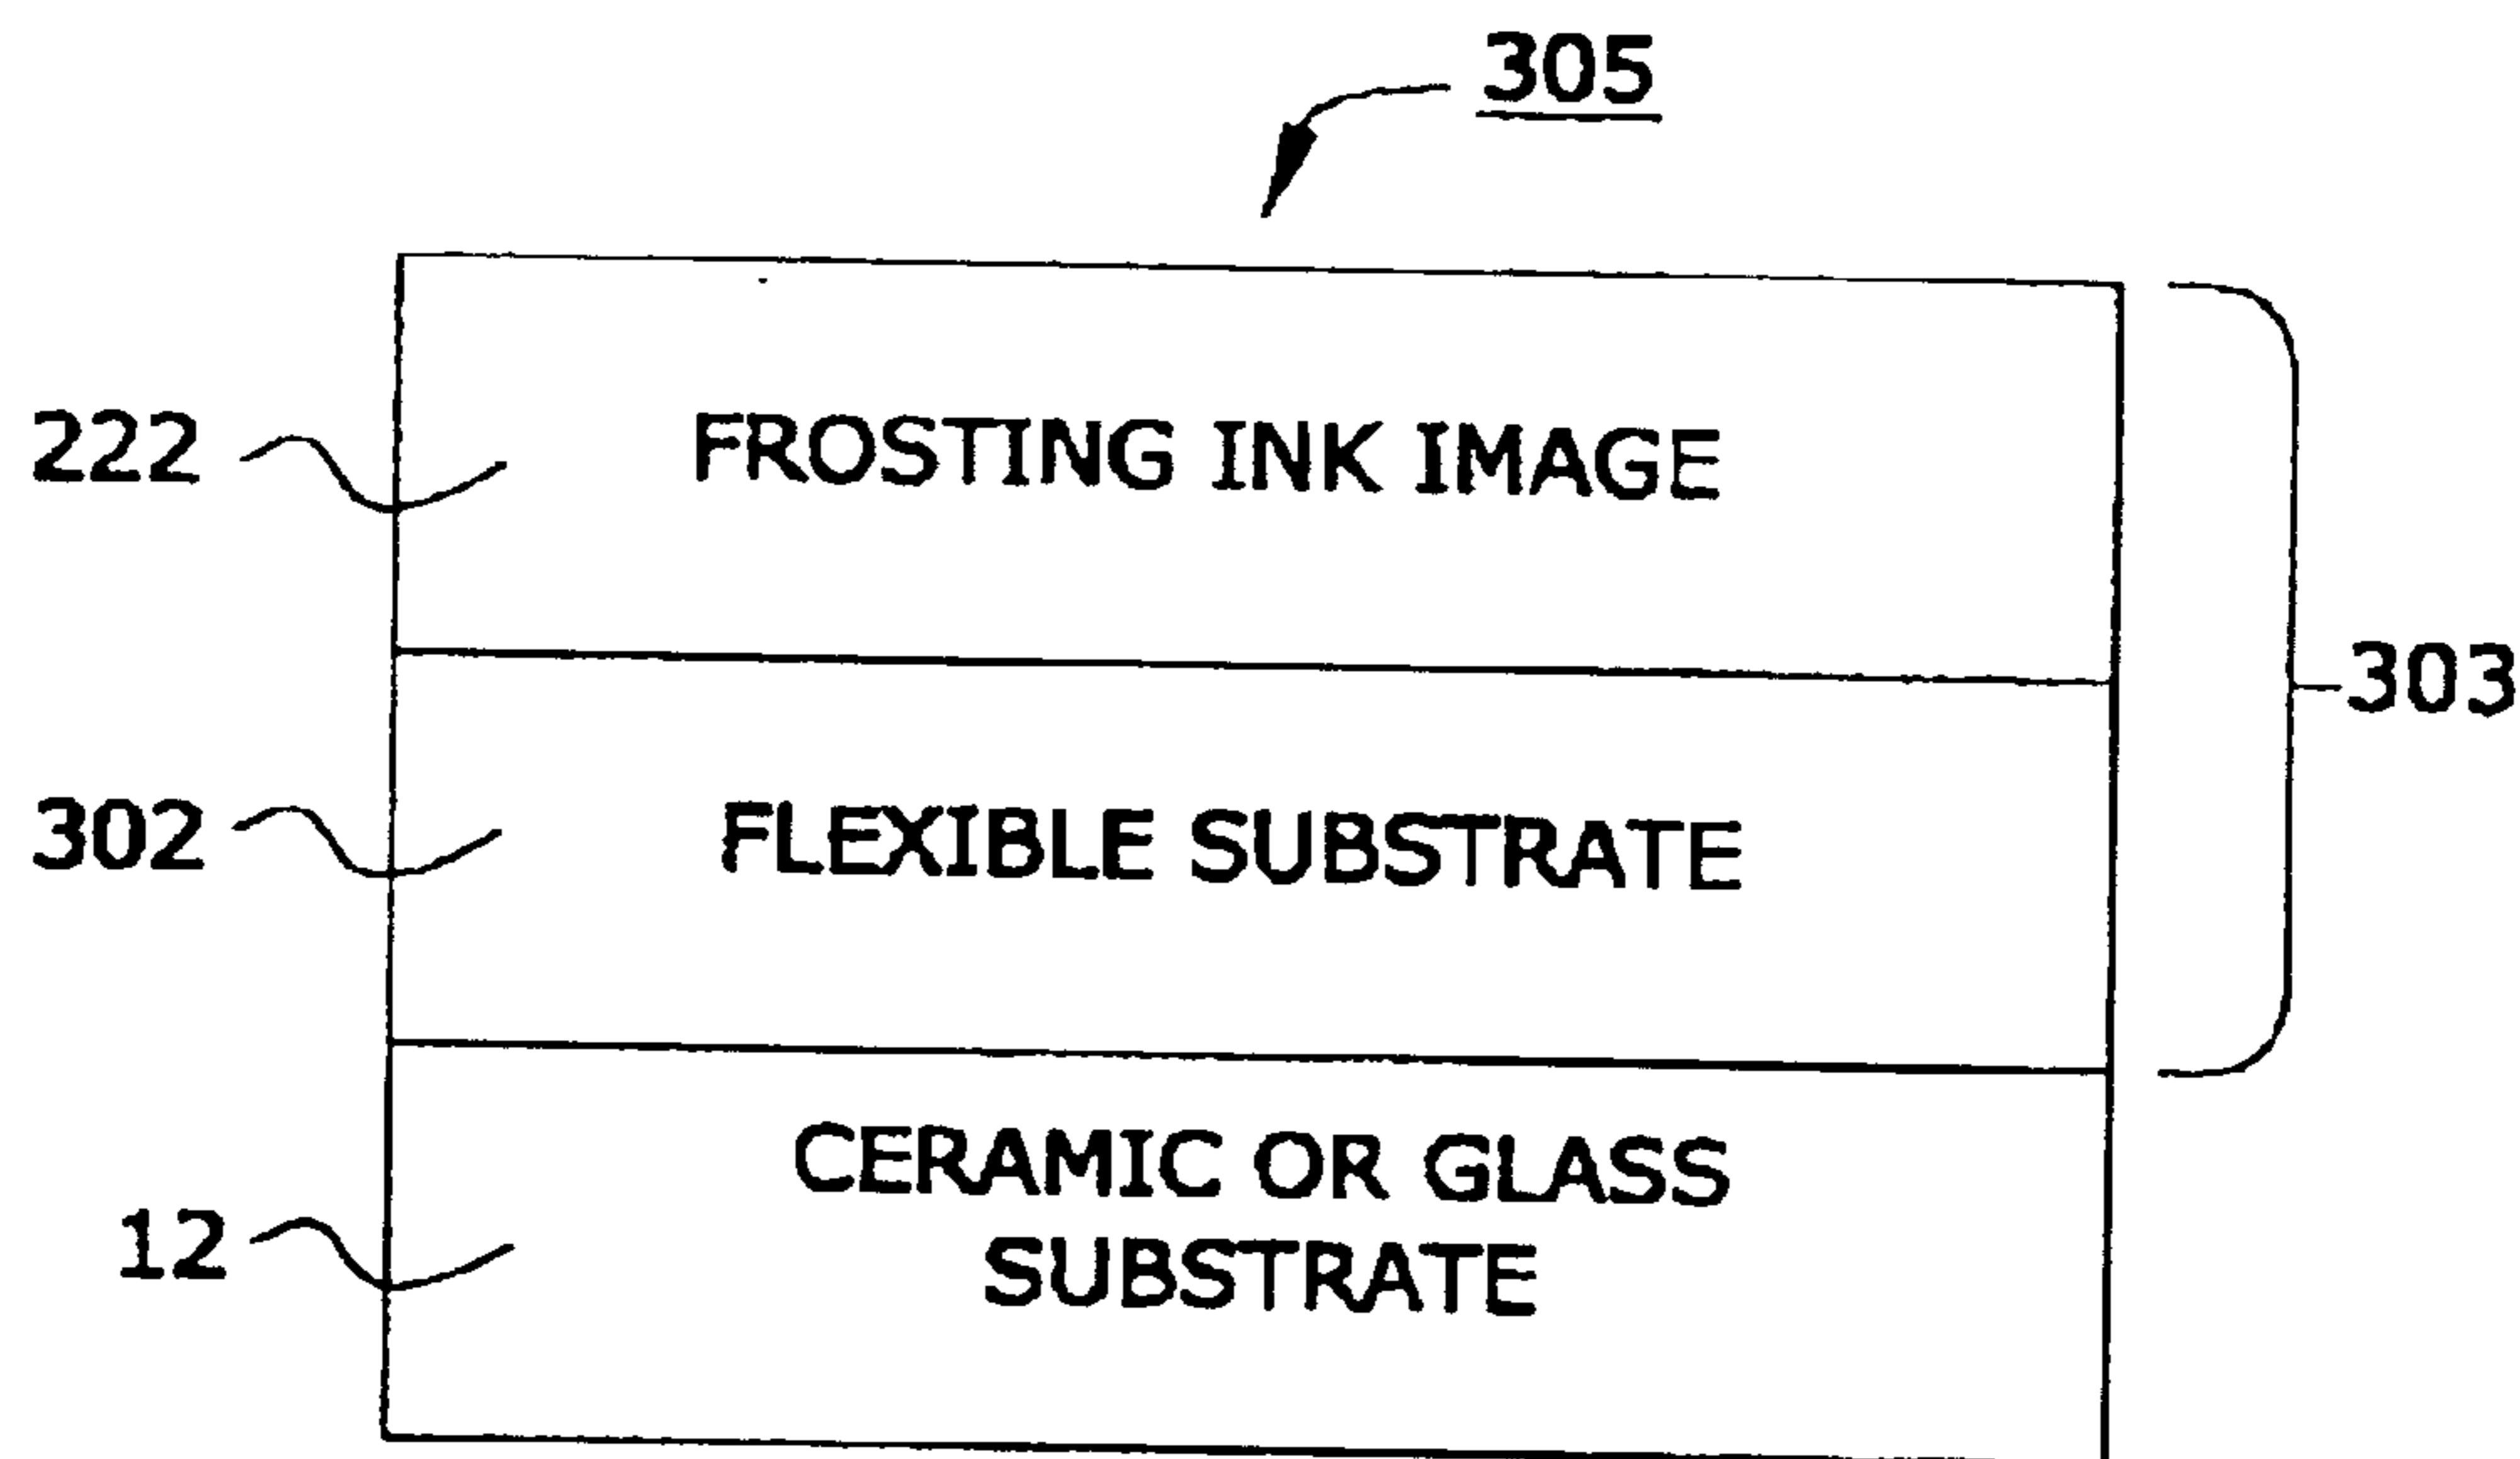 305
222
FROSTING INK IMAGE
303
302
FLEXIBLE SUBSTRATE
12
CERAMIC OR GLASS
SUBSTRATE